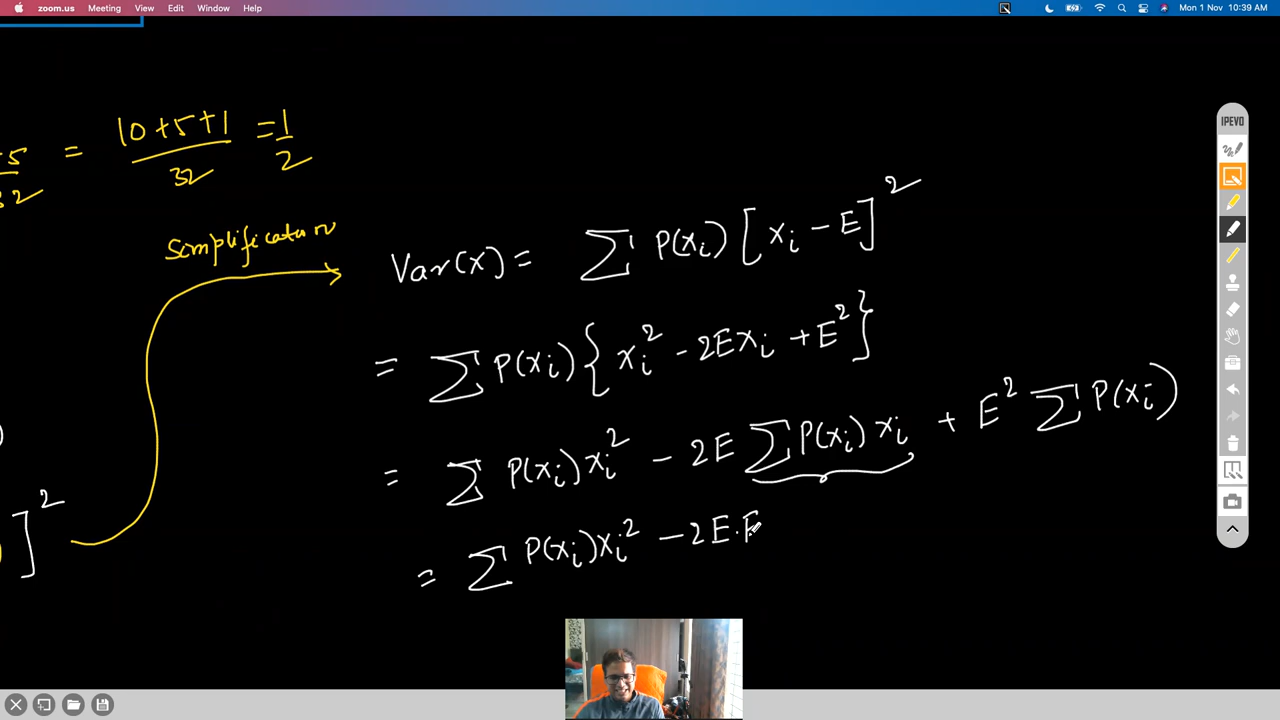 zoom.us Meeting View Edit Window Help Mon 1 Nov 10:39 AM
IPEVO
= 10+5+1 / 32 = 1/2
Simplification
Var(x) = ∑ P(xᵢ) [xᵢ - E]²
= ∑ P(xᵢ) {xᵢ² - 2Exᵢ + E²}
= ∑ P(xᵢ)xᵢ² - 2E ∑ P(xᵢ)xᵢ + E² ∑ P(xᵢ)
]²
= ∑ P(xᵢ)xᵢ² - 2E.E